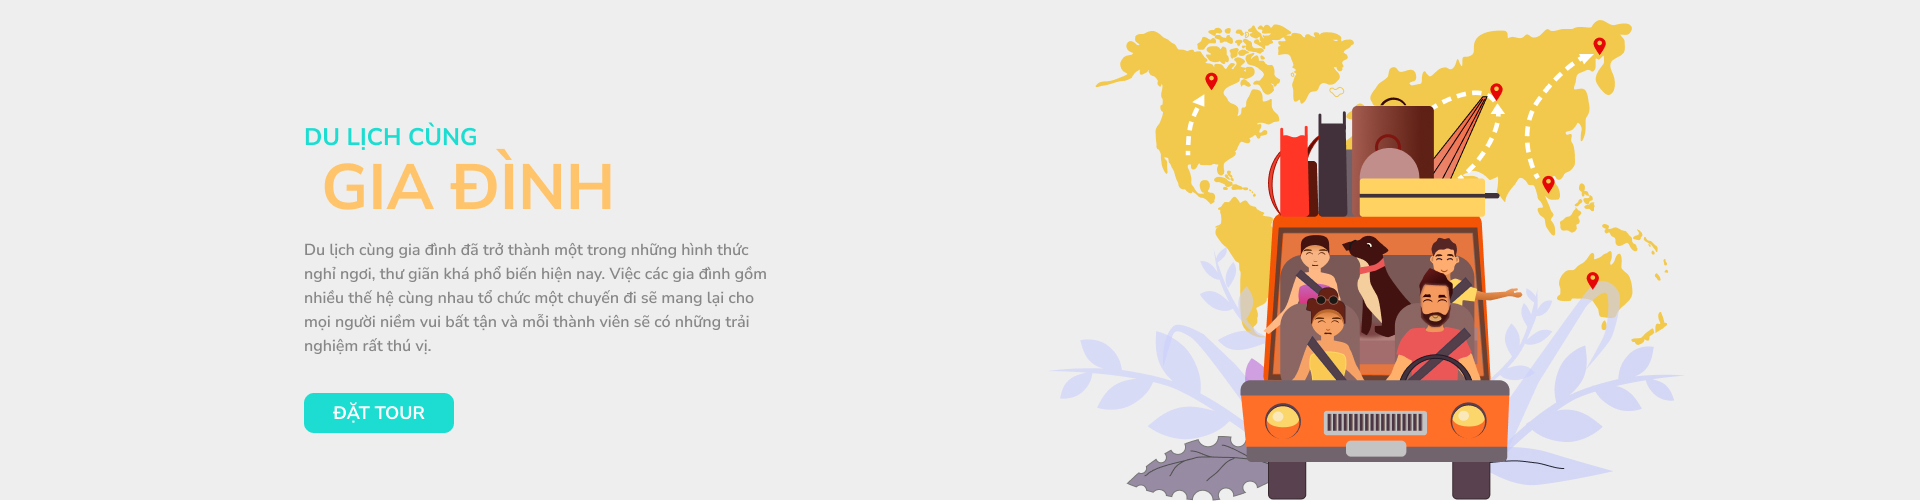 DU LỊCH CÙNG
GIA ĐÌNH
Du lịch cùng gia đình đã trở thành một trong những hình thức
nghỉ ngơi, thư giãn khá phổ biến hiện nay. Việc các gia đình gồm
nhiều thế hệ cùng nhau tổ chức một chuyến đi sẽ mang lại cho
mọi người niềm vui bất tận và mỗi thành viên sẽ có những trải
nghiệm rất thú vị.
ĐẶT TOUR